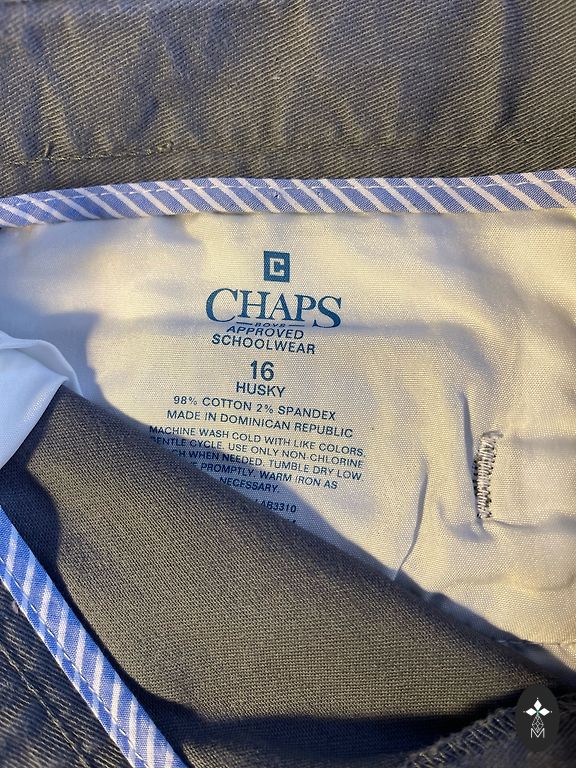 C
CHAPS
BOYS
APPROVED
SCHOOLWEAR
16
HUSKY
98% COTTON 2% SPANDEX
MADE IN DOMINICAN REPUBLIC
MACHINE WASH COLD WITH LIKE COLORS.
GENTLE CYCLE. USE ONLY NON-CHLORINE
WHEN NEEDED. TUMBLE DRY LOW
PROMPTLY. WARM IRON AS
NECESSARY.
M